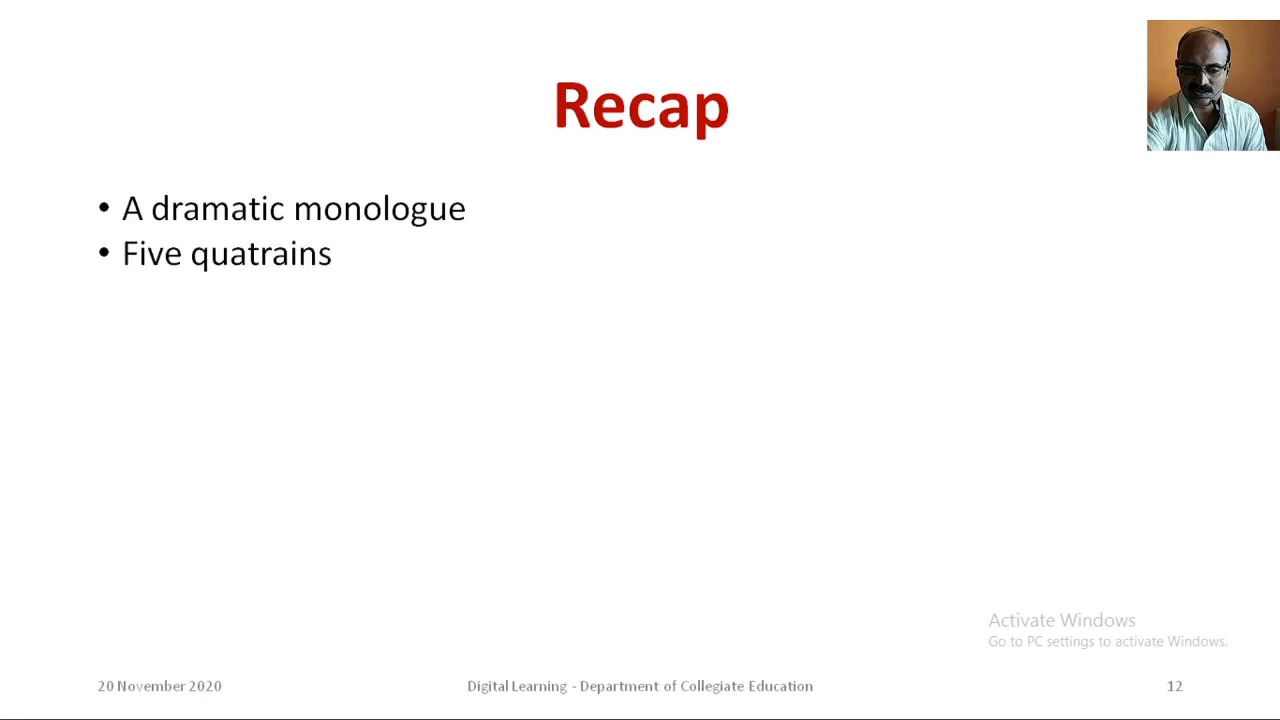 Recap
• A dramatic monologue
• Five quatrains
Activate Windows
Go to PC settings to activate Windows.
20 November 2020
Digital Learning - Department of Collegiate Education
12